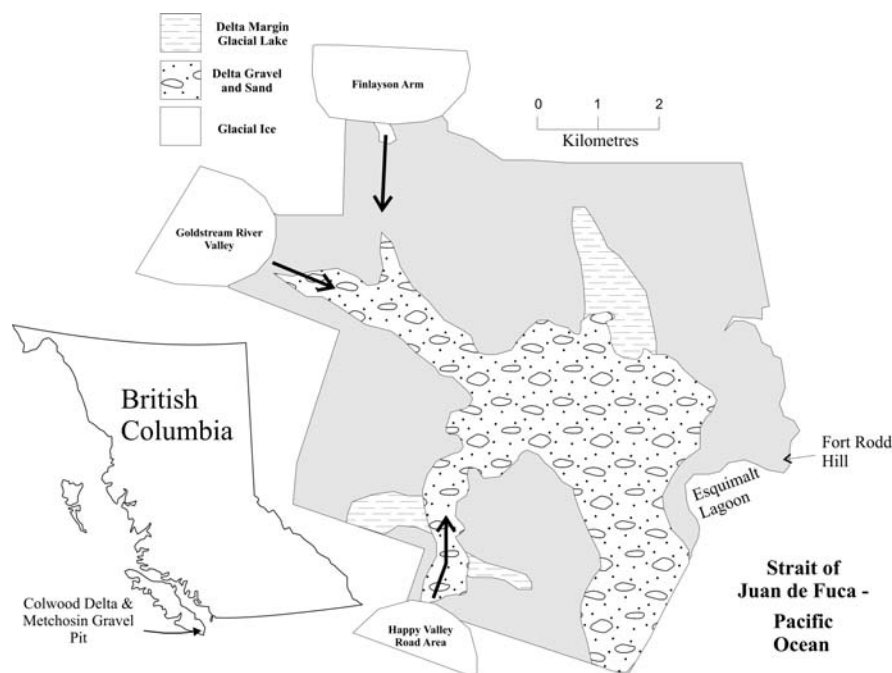 Delta Margin
Glacial Lake
Delta Gravel
and Sand
Glacial Ice
Finlayson Arm
0 1 2
Kilometres
Goldstream River
Valley
British
Columbia
Fort Rodd
Hill
Esquimalt
Lagoon
Colwood Delta &
Metchosin Gravel
Pit
Happy Valley
Road Area
Strait of
Juan de Fuca -
Pacific
Ocean